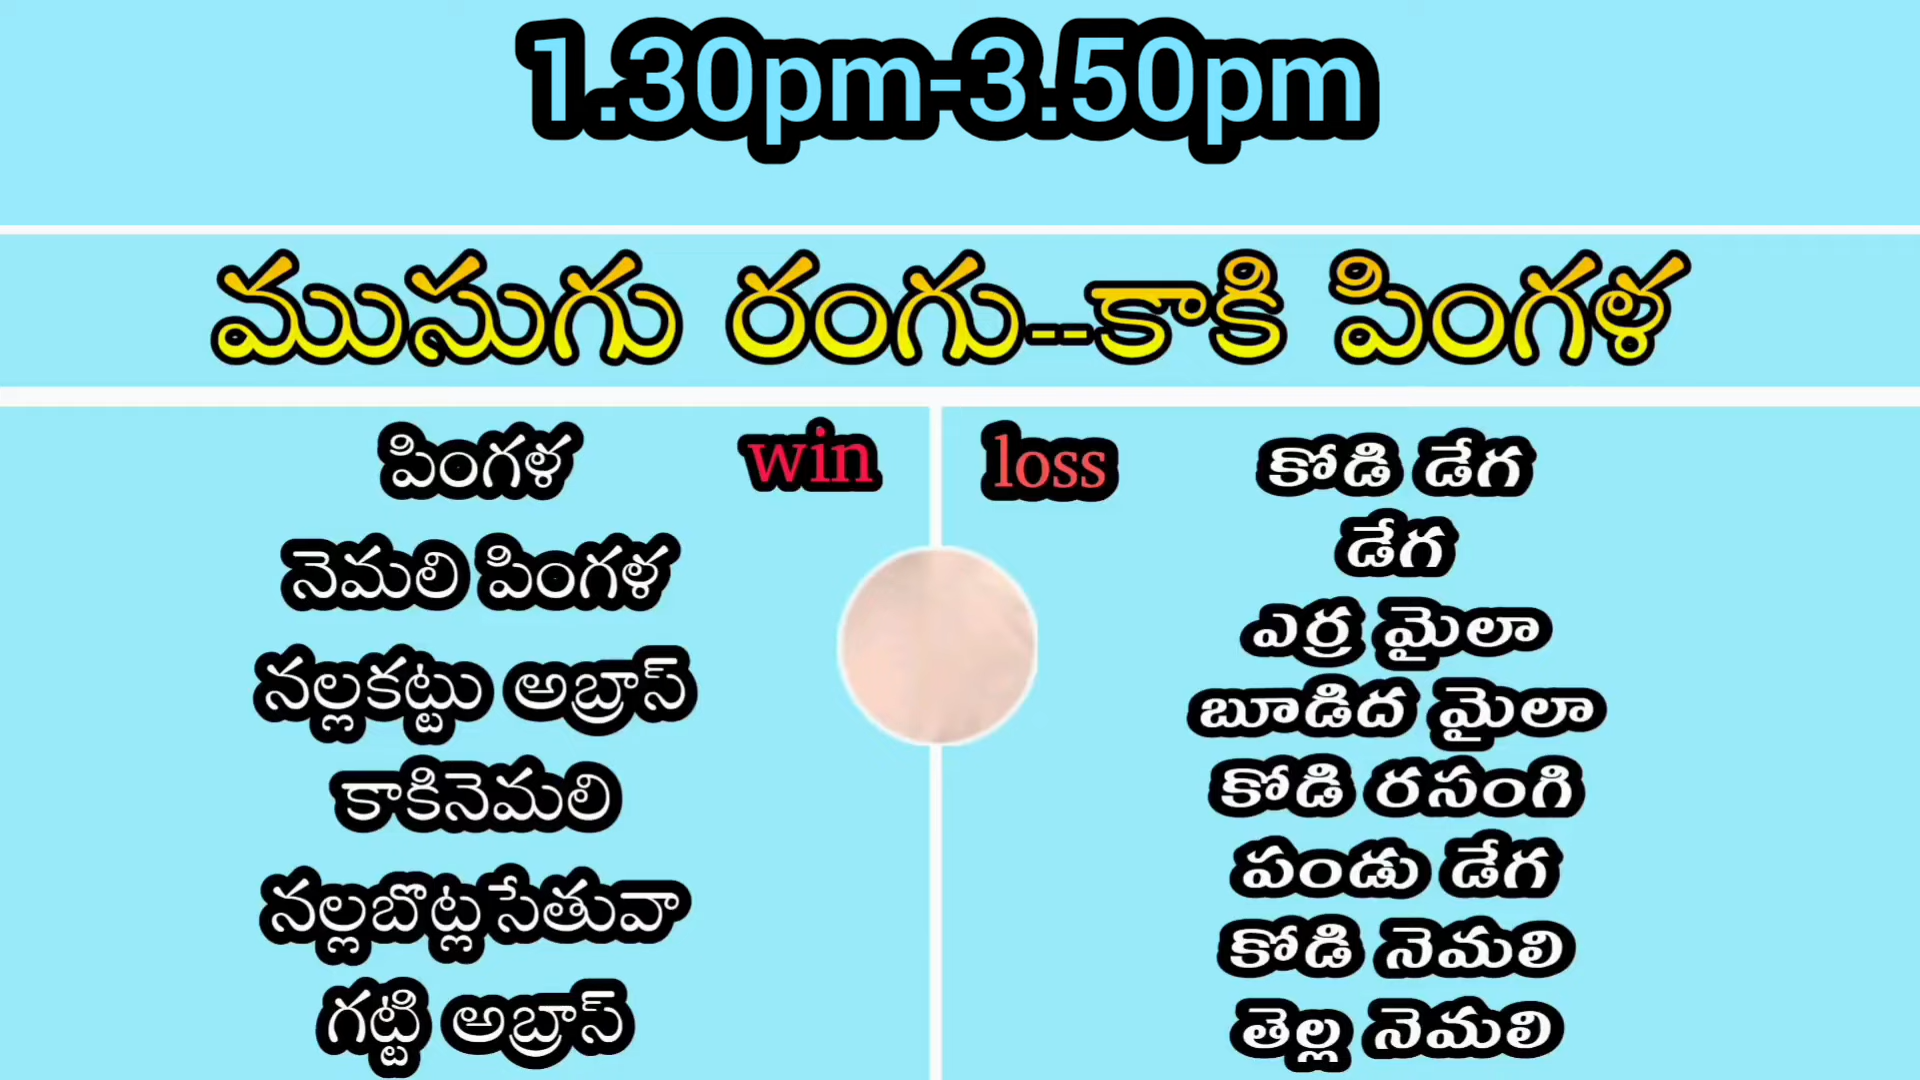 1.30pm-3.50pm
ముసుగు రంగు--కాకి పింగళ
పింగళ win
నెమలి పింగళ
నల్లకట్టు అబ్రాస్
కాకినెమలి
నల్లబొట్లసేతువా
గట్టి అబ్రాస్
loss కోడి డేగ
డేగ
ఎర్ర మైలా
బూడిద మైలా
కోడి రసంగి
పండు డేగ
కోడి నెమలి
తెల్ల నెమలి